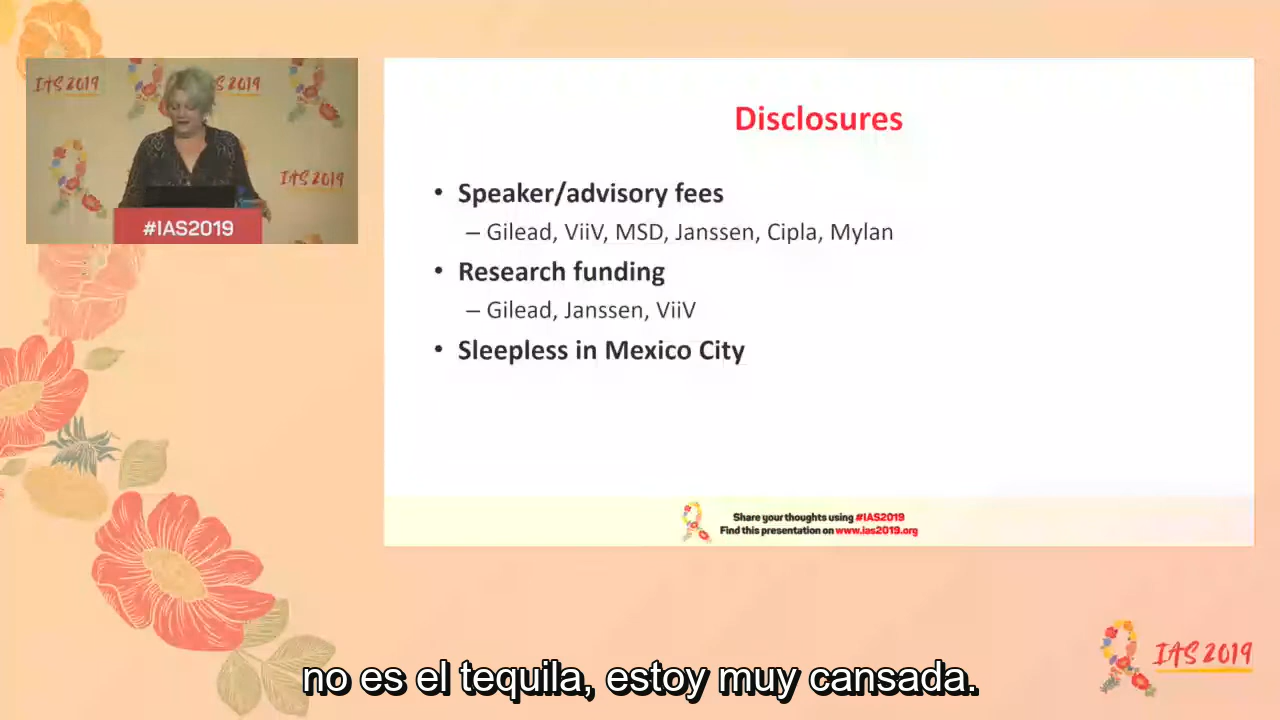 IAS 2019
S 2019
IAS 2019
#IAS2019
Disclosures
• Speaker/advisory fees
– Gilead, ViiV, MSD, Janssen, Cipla, Mylan
• Research funding
– Gilead, Janssen, ViiV
• Sleepless in Mexico City
Share your thoughts using #IAS2019
Find this presentation on www.ias2019.org
IAS 2019
no es el tequila, estoy muy cansada.